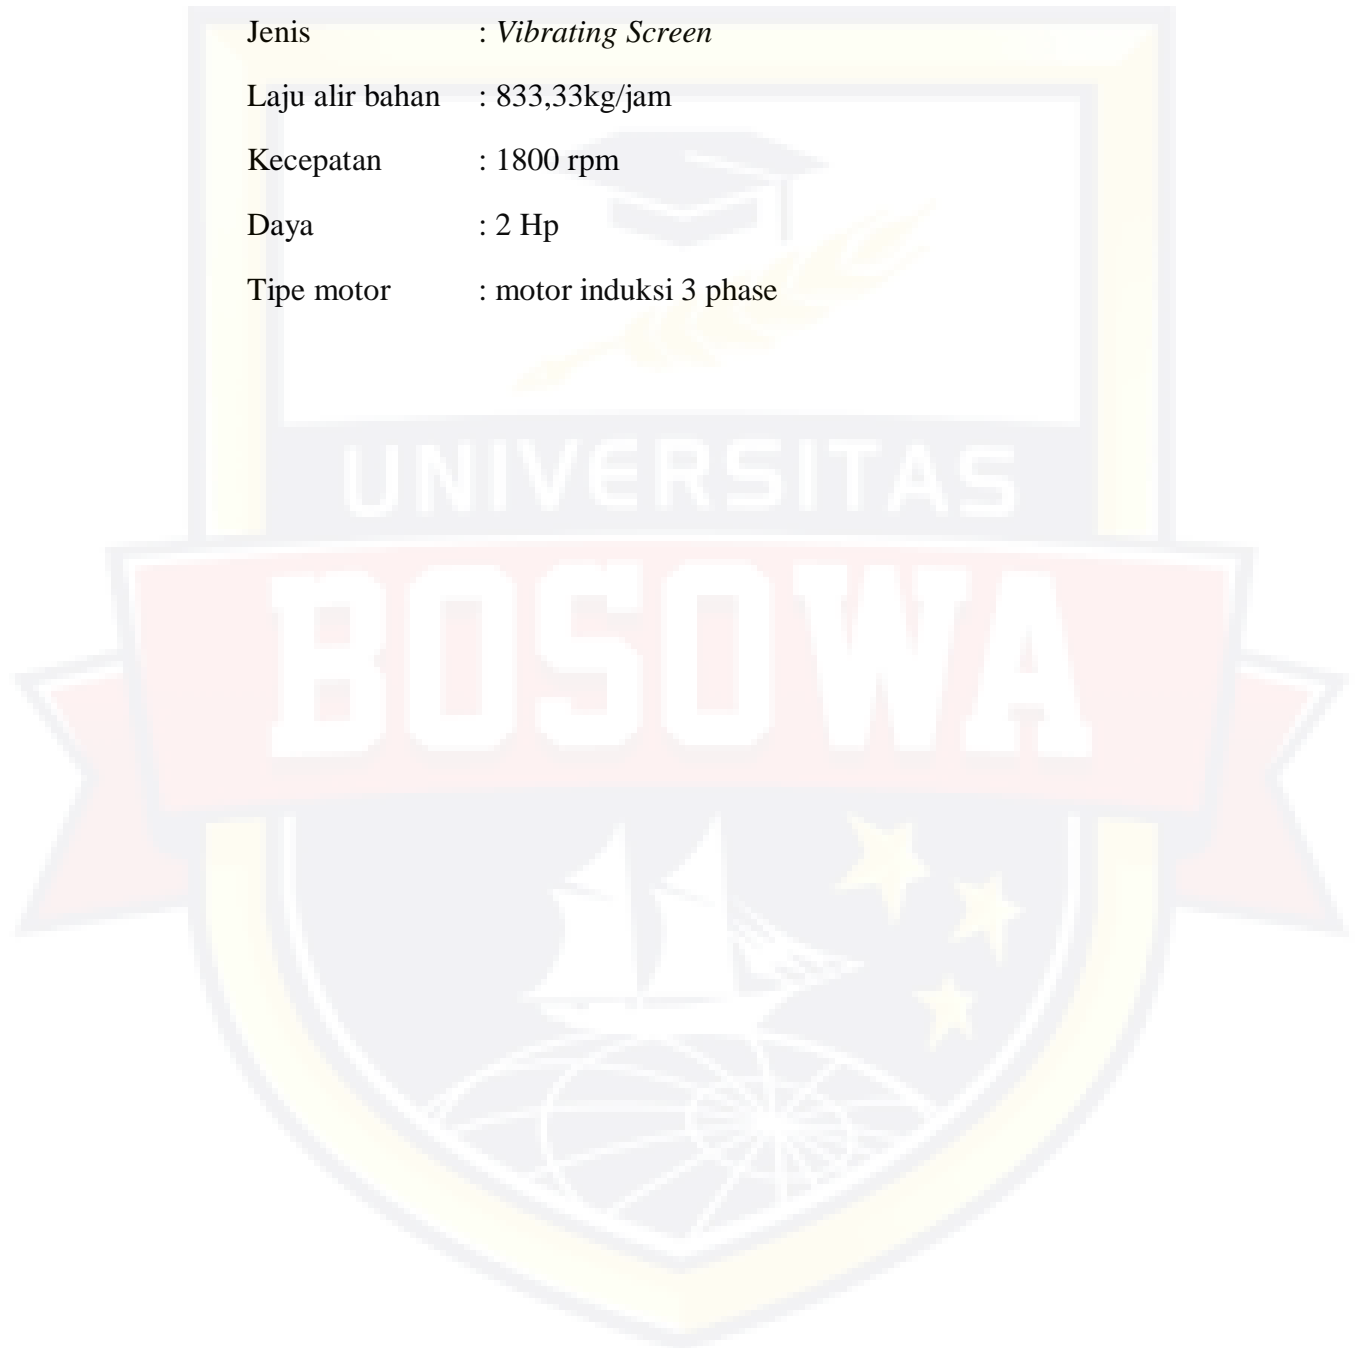 Jenis : Vibrating Screen
Laju alir bahan : 833,33kg/jam
Kecepatan : 1800 rpm
Daya : 2 Hp
Tipe motor : motor induksi 3 phase
UNIVERSITAS
BOSOWA